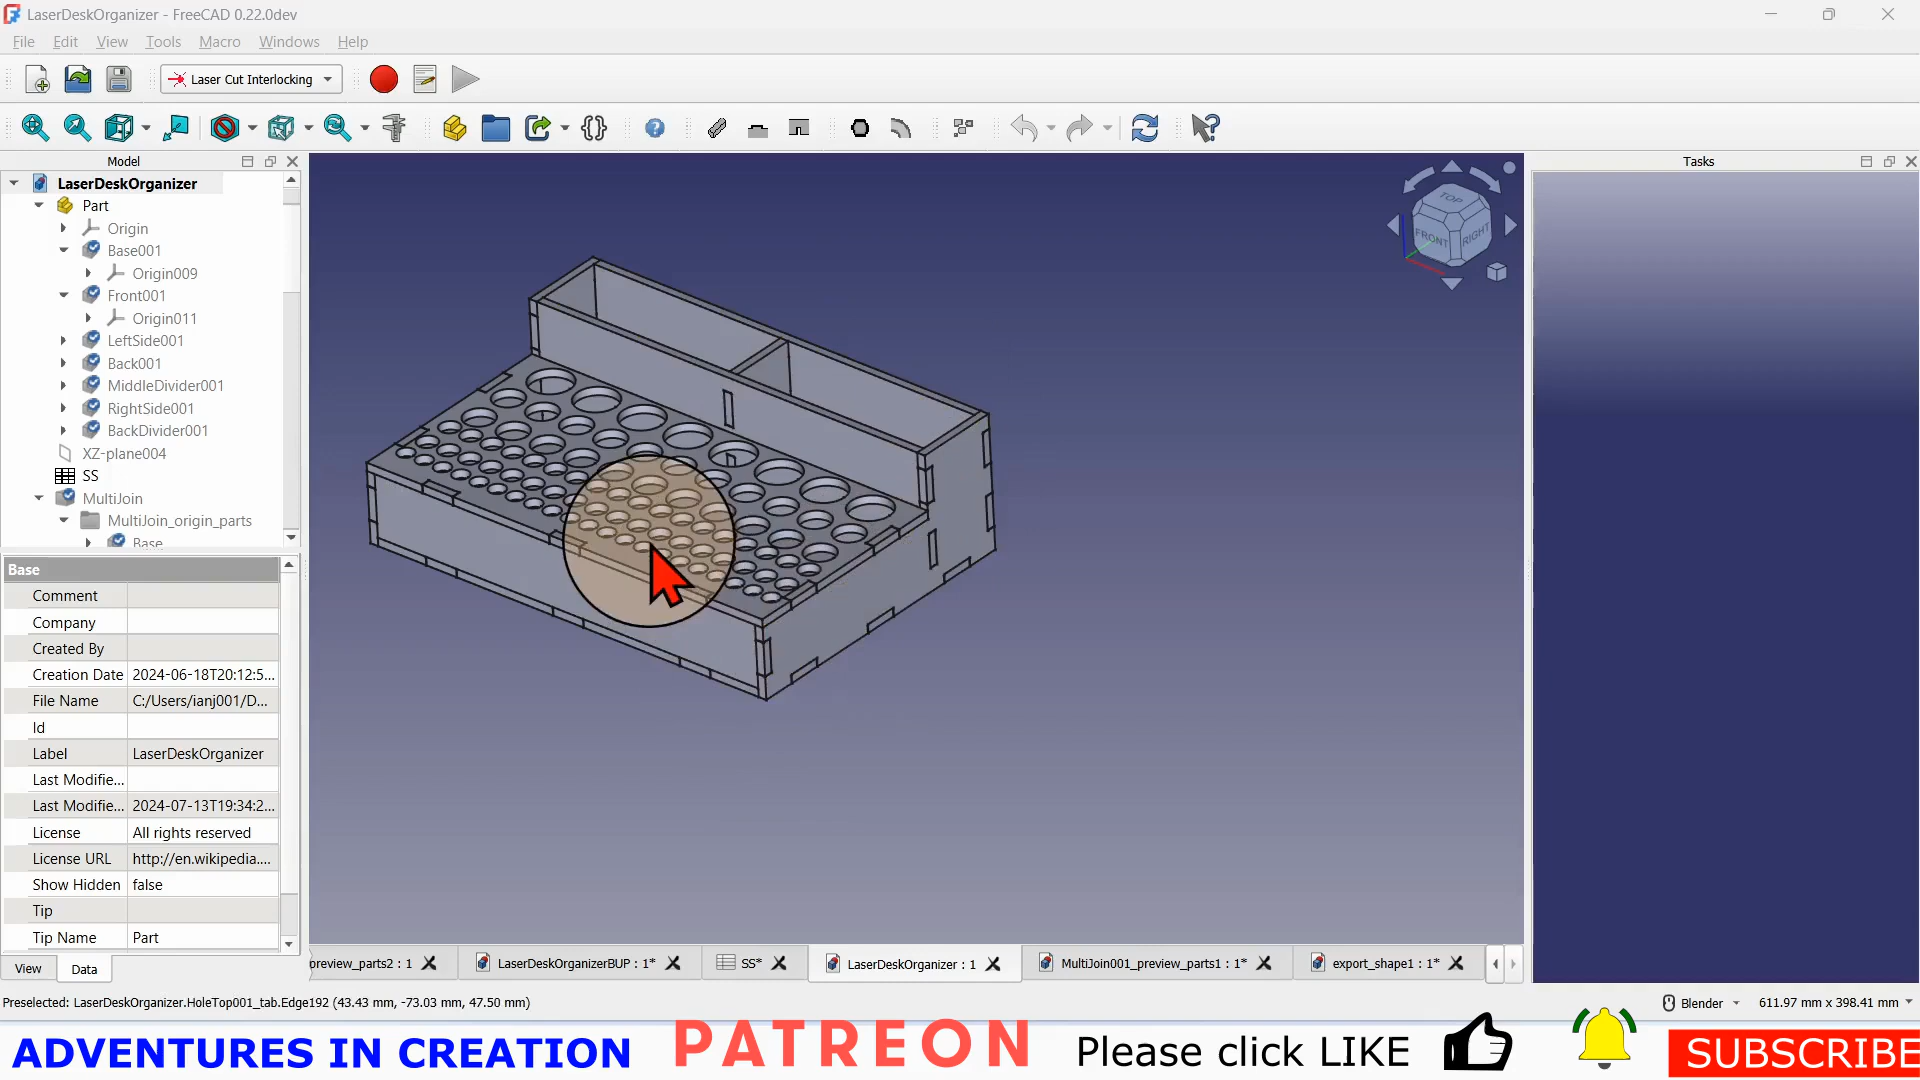 LaserDeskOrganizer - FreeCAD 0.22.0dev
File Edit View Tools Macro Windows Help
Laser Cut Interlocking
Model
LaserDeskOrganizer
Part
Origin
Base001
Origin009
Front001
Origin011
LeftSide001
Back001
MiddleDivider001
RightSide001
BackDivider001
XZ-plane004
SS
MultiJoin
MultiJoin_origin_parts
Base
Base
Comment
Company
Created By
Creation Date 2024-06-18T20:12:5...
File Name C:/Users/ianj001/D...
Id
Label LaserDeskOrganizer
Last Modifie...
Last Modifie... 2024-07-13T19:34:2...
License All rights reserved
License URL http://en.wikipedia....
Show Hidden false
Tip
Tip Name Part
View Data
TOP
FRONT
RIGHT
Tasks
preview_parts2 : 1 LaserDeskOrganizerBUP : 1* SS* LaserDeskOrganizer : 1 MultiJoin001_preview_parts1 : 1* export_shape1 : 1*
Preselected: LaserDeskOrganizer.HoleTop001_tab.Edge192 (43.43 mm, -73.03 mm, 47.50 mm)
Blender 611.97 mm x 398.41 mm
ADVENTURES IN CREATION PATREON Please click LIKE SUBSCRIBE